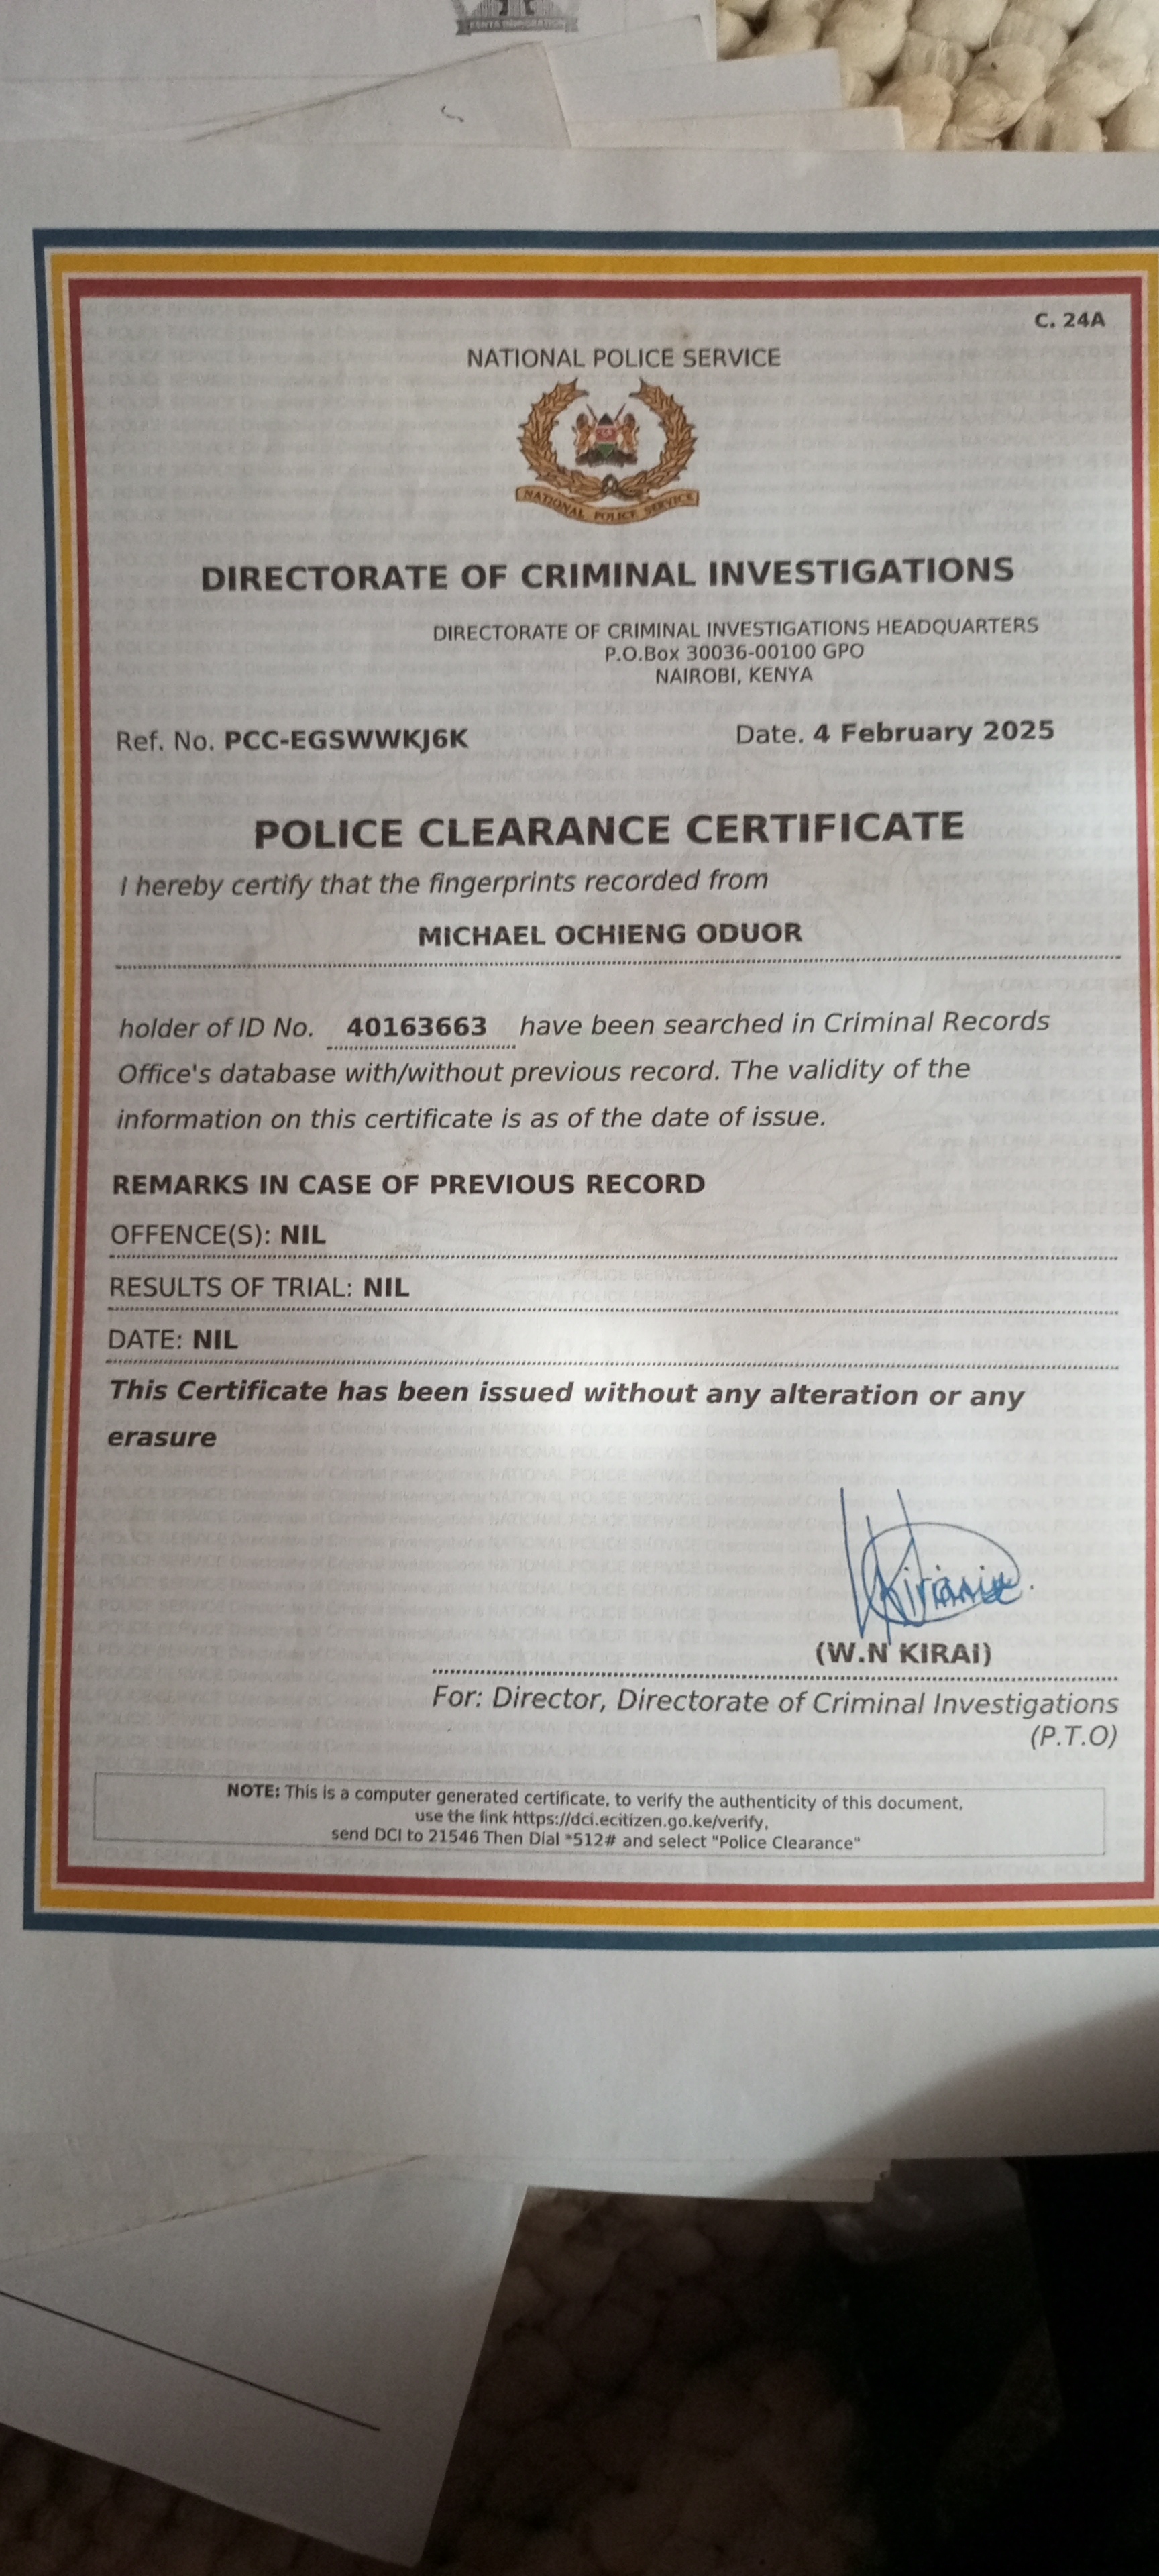 KENYA IMMIGRATION
C. 24A
NATIONAL POLICE SERVICE
NATIONAL POLICE SERVICE
DIRECTORATE OF CRIMINAL INVESTIGATIONS
DIRECTORATE OF CRIMINAL INVESTIGATIONS HEADQUARTERS
P.O.Box 30036-00100 GPO
NAIROBI, KENYA
Ref. No. PCC-EGSWWKJ6K
Date. 4 February 2025
POLICE CLEARANCE CERTIFICATE
I hereby certify that the fingerprints recorded from
MICHAEL OCHIENG ODUOR
holder of ID No. 40163663 have been searched in Criminal Records
Office's database with/without previous record. The validity of the
information on this certificate is as of the date of issue.
REMARKS IN CASE OF PREVIOUS RECORD
OFFENCE(S): NIL
RESULTS OF TRIAL: NIL
DATE: NIL
This Certificate has been issued without any alteration or any
erasure
(W.N KIRAI)
For: Director, Directorate of Criminal Investigations
(P.T.O)
NOTE: This is a computer generated certificate, to verify the authenticity of this document,
use the link https://dci.ecitizen.go.ke/verify,
send DCI to 21546 Then Dial *512# and select "Police Clearance"